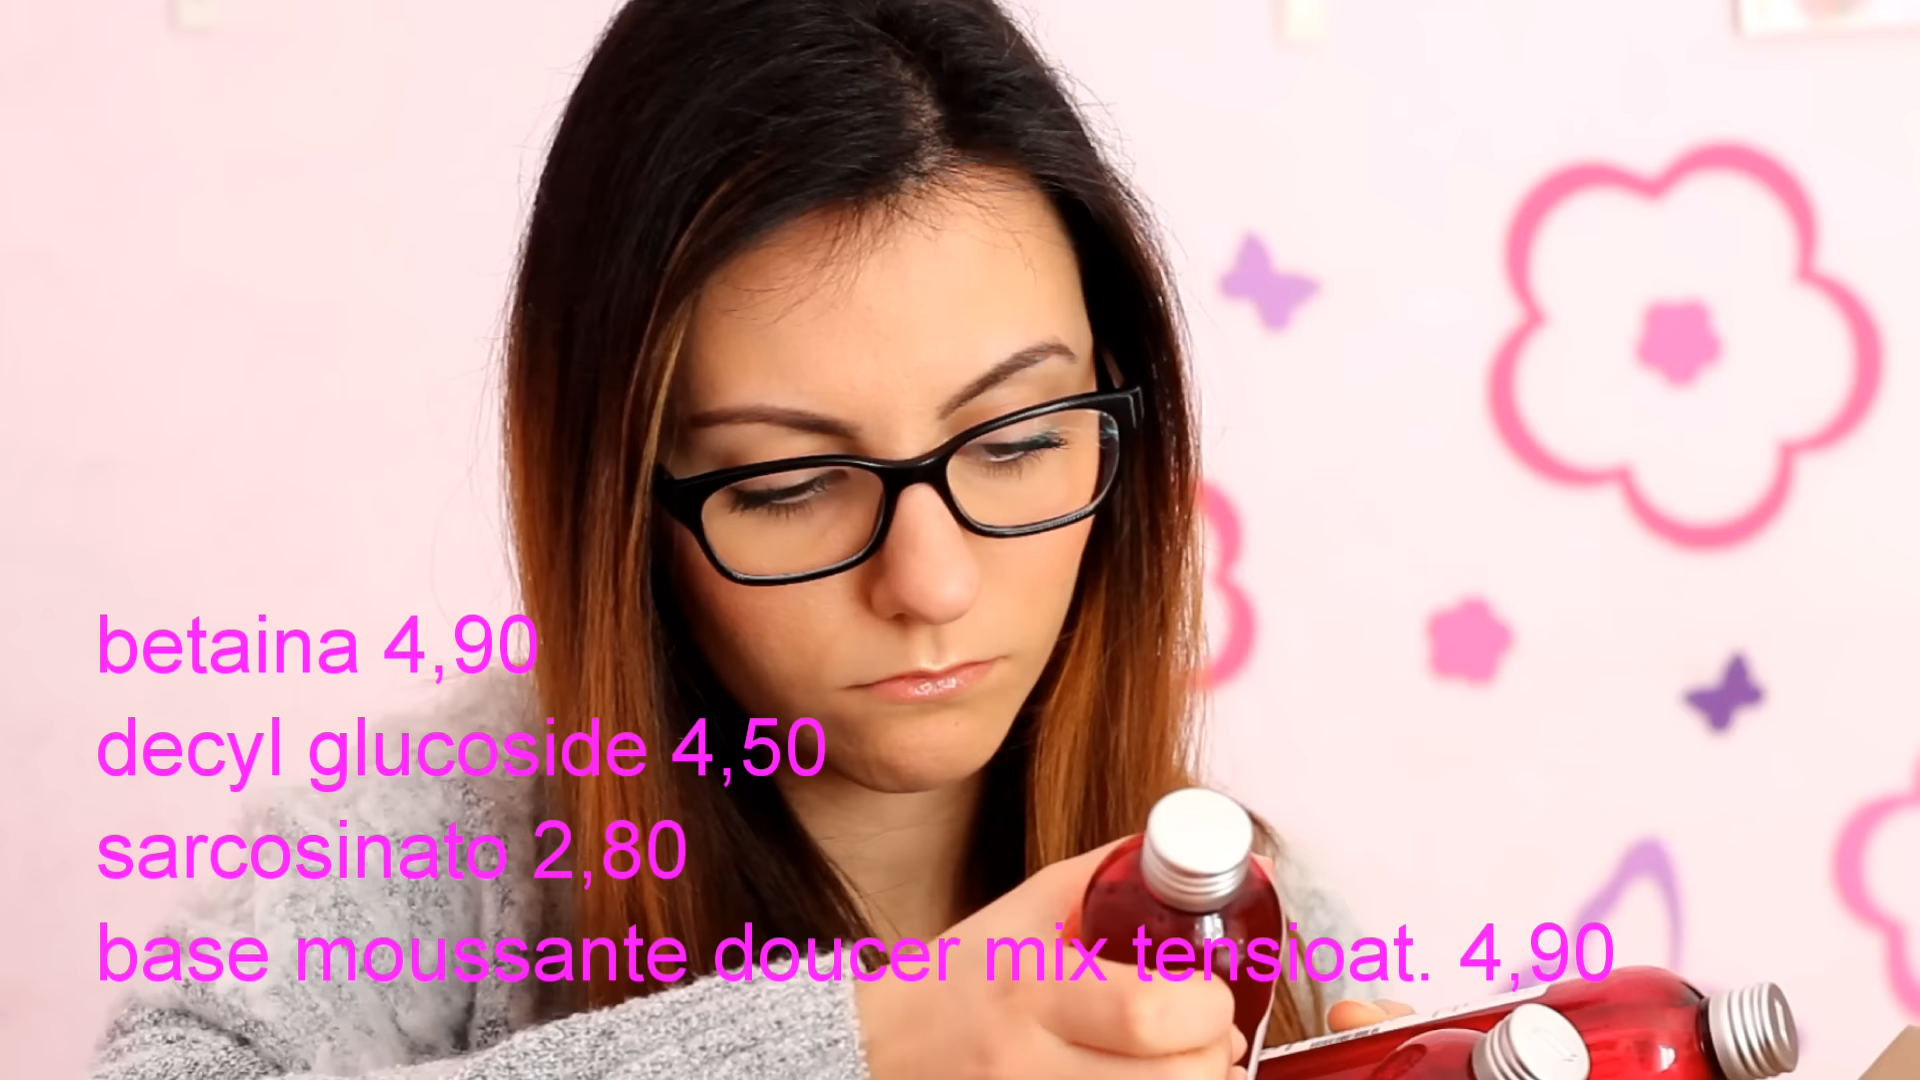 betaina 4,90
decyl glucoside 4,50
sarcosinato 2,80
base moussante doucer mix tensioat. 4,90